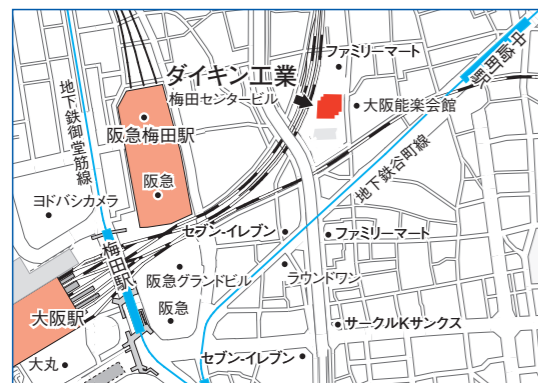 ファミリーマート
中崎町駅
ダイキン工業
梅田センタービル
大阪能楽会館
地下鉄御堂筋線
阪急梅田駅
阪急
地下鉄谷町線
ヨドバシカメラ
セブン-イレブン
ファミリーマート
梅田駅
阪急グランドビル
ラウンドワン
大阪駅
阪急
サークルKサンクス
大丸
セブン-イレブン